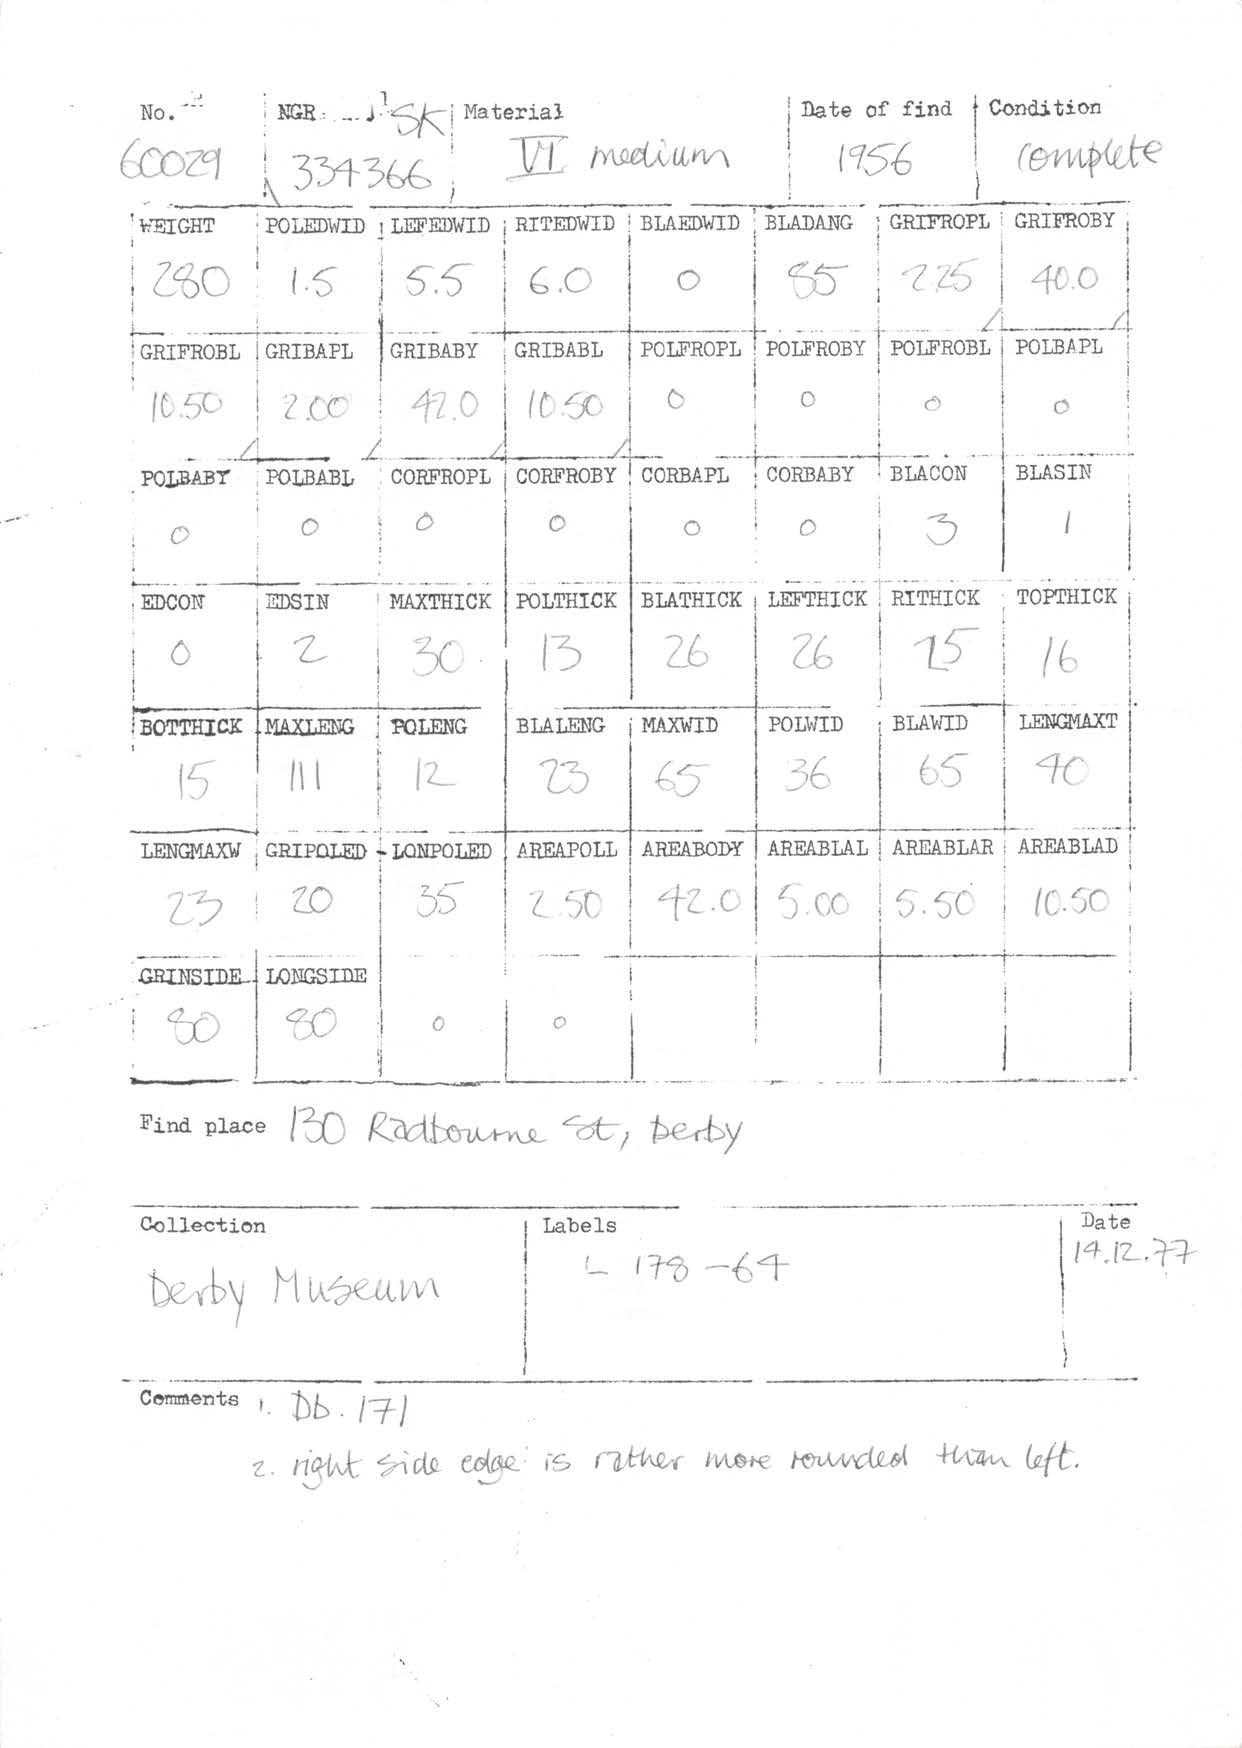 No. NGR SK Material Date of find Condition
60029 334366 VI medium 1956 complete
WEIGHT POLEDWID LEFEDWID RITEDWID BLAEDWID BLADANG GRIFROPL GRIFROBY
280 1.5 5.5 6.0 0 85 2.25 40.0
GRIFROBL GRIBAPL GRIBABY GRIBABL POLFROPL POLFROBY POLFROBL POLBAPL
10.50 2.00 42.0 10.50 0 0 0 0
POLBABY POLBABL CORFROPL CORFROBY CORBAPL CORBABY BLACON BLASIN
0 0 0 0 0 0 3 1
EDCON EDSIN MAXTHICK POLTHICK BLATHICK LEFTHICK RITHICK TOPTHICK
0 2 30 13 26 26 25 16
BOTTHICK MAXLENG POLENG BLALENG MAXWID POLWID BLAWID LENGMAXT
15 111 12 23 65 36 65 40
LENGMAXW GRIPOLED LONPOLED AREAPOLL AREABODY AREABLAL AREABLAR AREABLAD
23 20 35 2.50 42.0 5.00 5.50 10.50
GRINSIDE LONGSIDE
80 80 0 0
Find place 130 Radbourne St, Derby
Collection Labels Date
Derby Museum L 178-64 14.12.77
Comments 1. Db. 171
2. right side edge is rather more rounded than left.